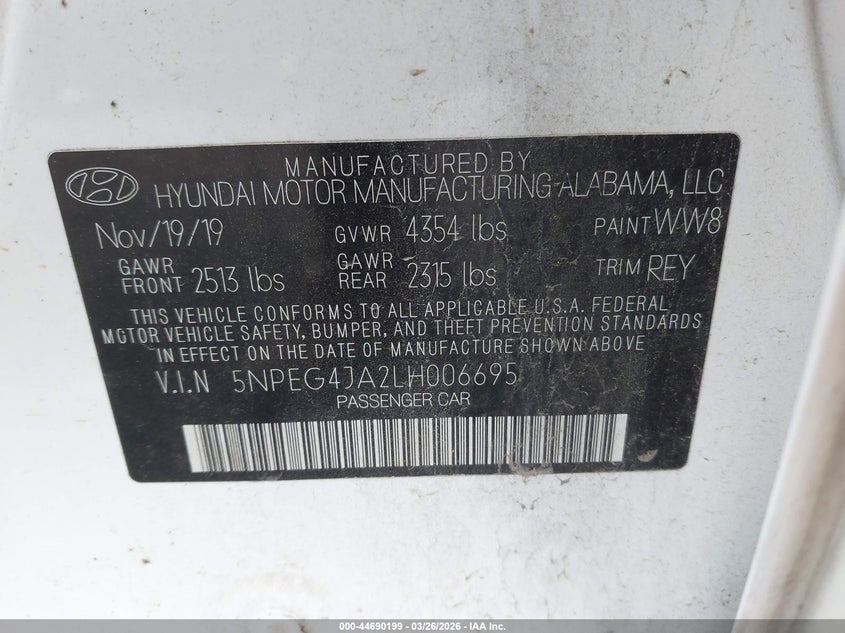 MANUFACTURED BY
HYUNDAI MOTOR MANUFACTURING ALABAMA, LLC
Nov/19/19 GVWR 4354 lbs PAINT WW8
GAWR FRONT 2513 lbs GAWR REAR 2315 lbs TRIM REY
THIS VEHICLE CONFORMS TO ALL APPLICABLE U.S.A. FEDERAL
MOTOR VEHICLE SAFETY, BUMPER, AND THEFT PREVENTION STANDARDS
IN EFFECT ON THE DATE OF MANUFACTURE SHOWN ABOVE
V.I.N 5NPEG4JA2LH006695
PASSENGER CAR
000-44690199 - 03/26/2026 - IAA Inc.